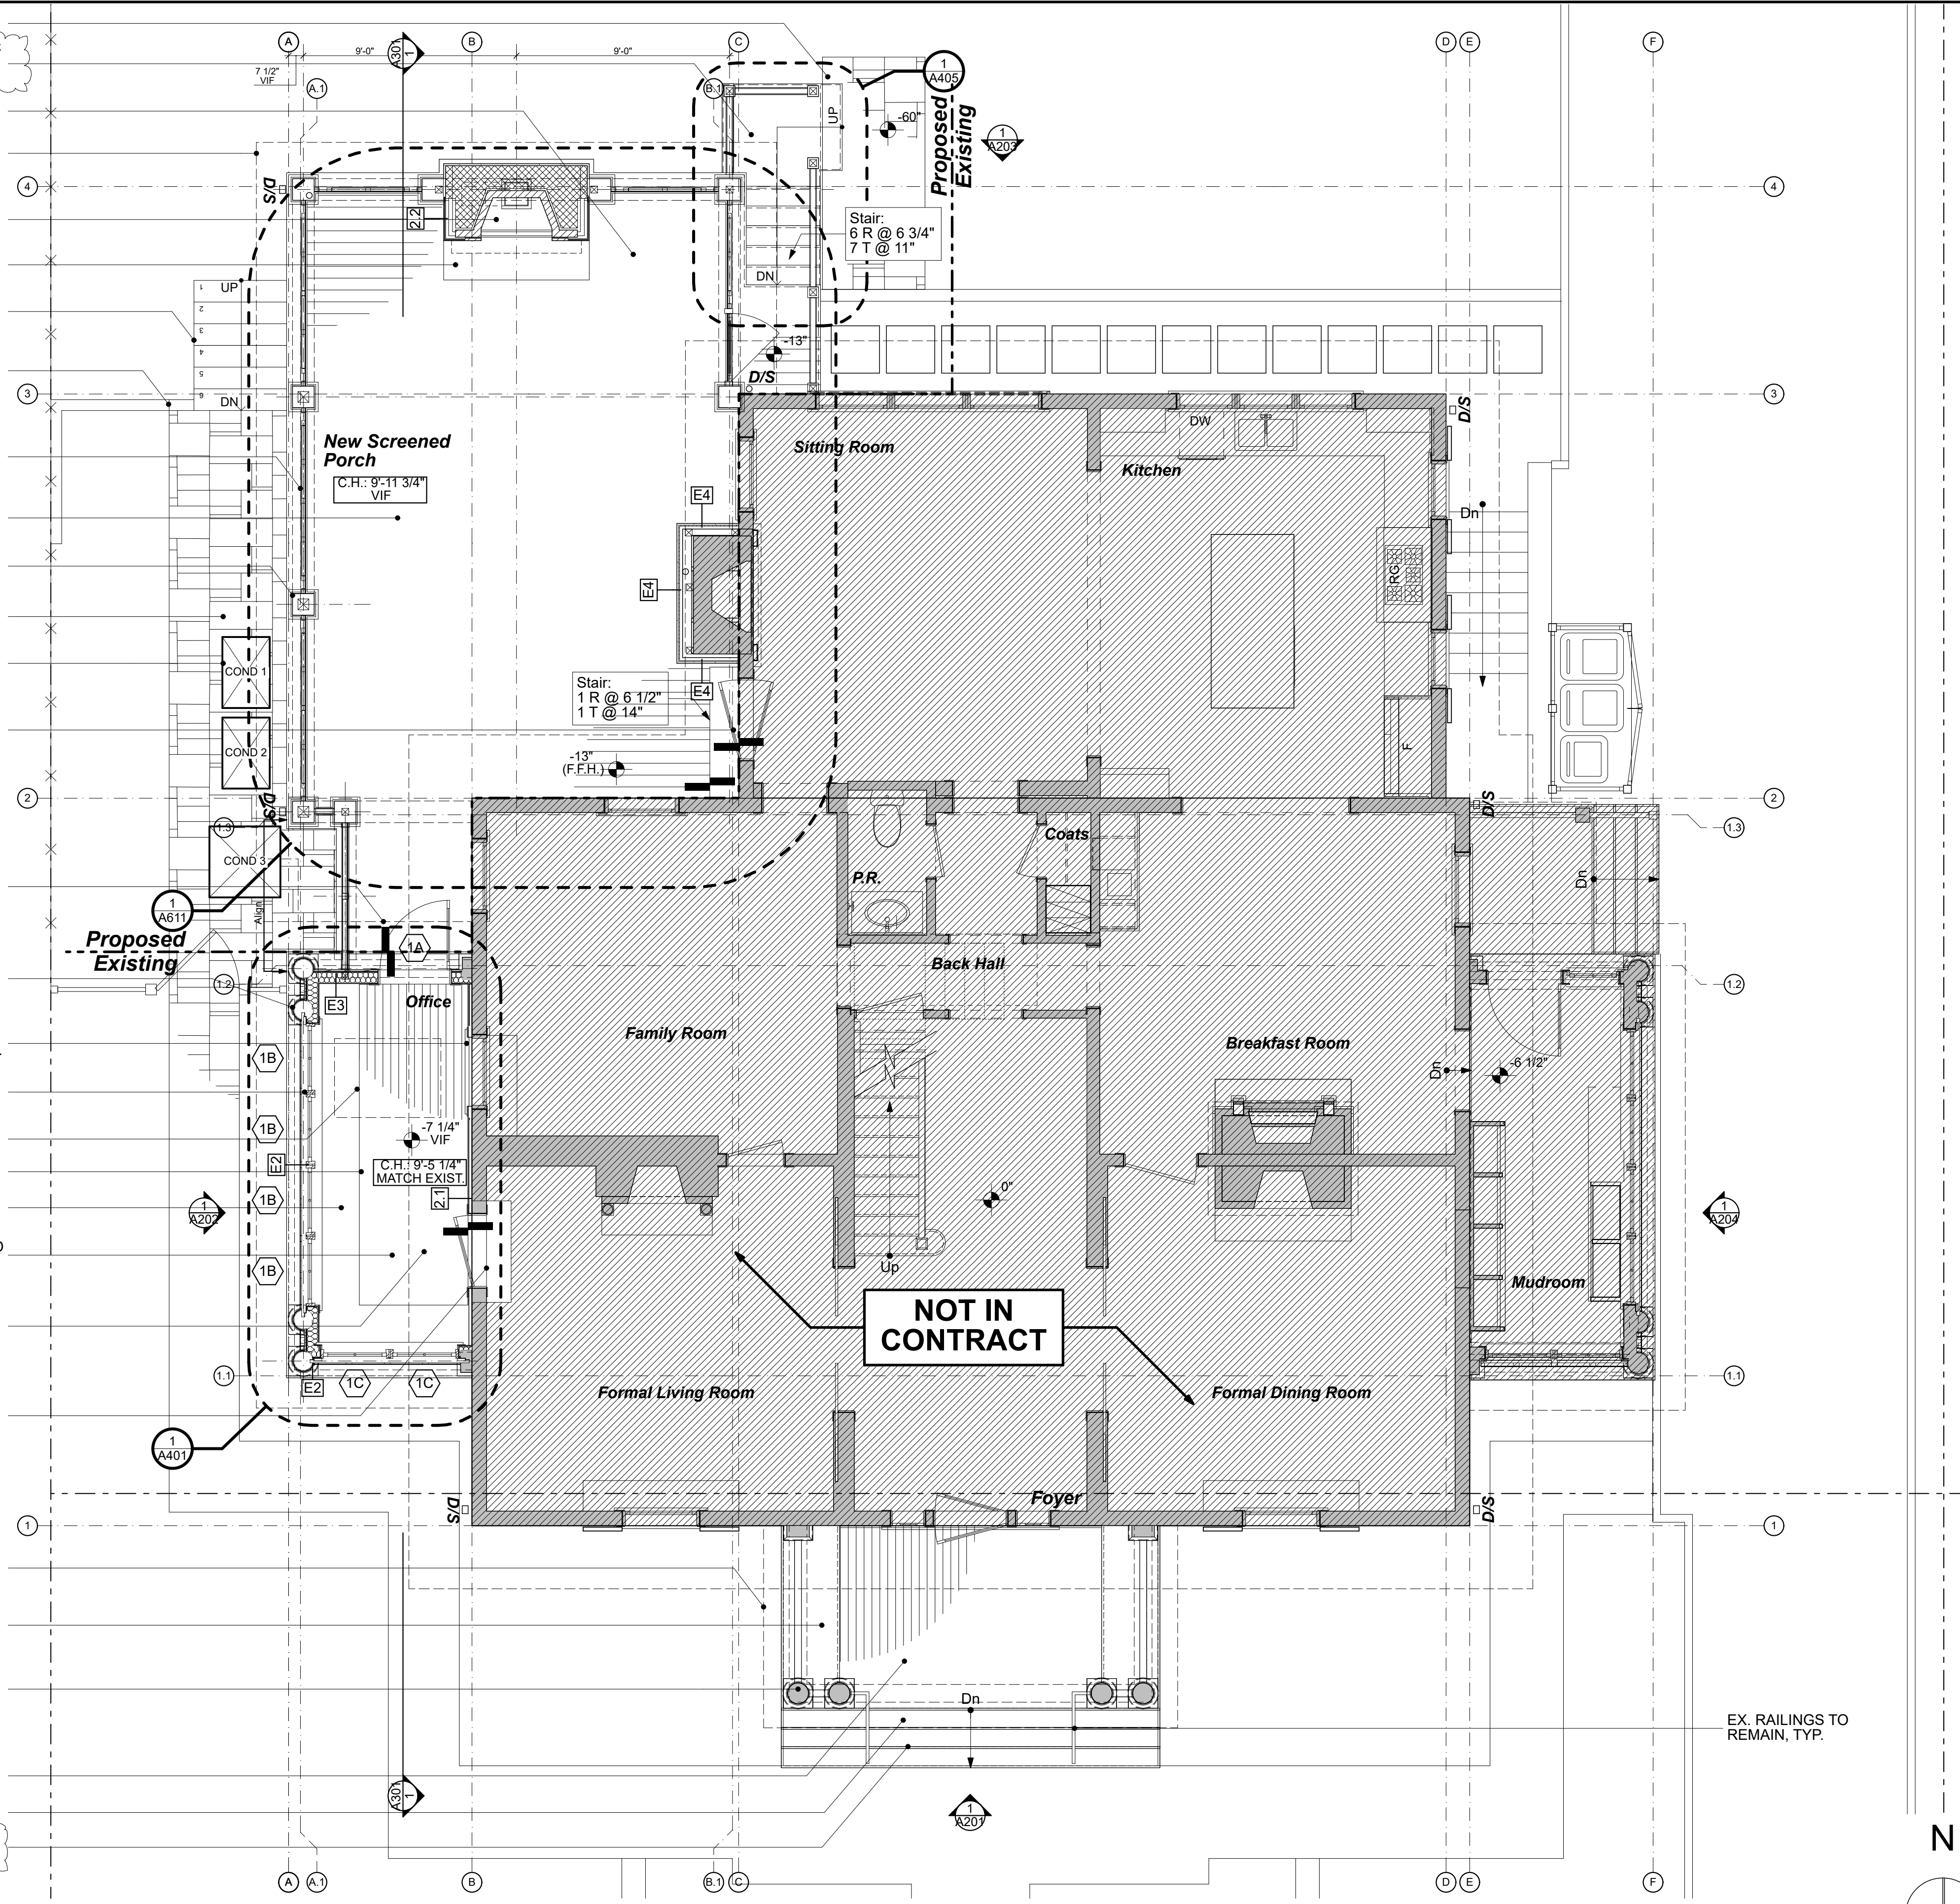 A
B
C
D
E
F
9'-0"
9'-0"
A301
1
1
A405
7 1/2"
VIF
A.1
B.1
UP
-60"
Proposed
Existing
1
A203
4
4
D/S
2.2
Stair:
6 R @ 6 3/4"
7 T @ 11"
DN
UP
1
2
3
4
5
6
DN
-13"
D/S
3
3
D/S
New Screened
Porch
C.H.: 9'-11 3/4"
VIF
Sitting Room
Kitchen
DW
E4
E4
E4
Dn
RG
F
COND 1
COND 2
Stair:
1 R @ 6 1/2"
1 T @ 14"
-13"
(F.F.H.)
2
2
D/S
D/S
1.3
1.3
COND 3
Coats
P.R.
Dn
1
A611
Align
Proposed
Existing
1A
Back Hall
1.2
1.2
E3
Office
Family Room
Breakfast Room
1B
-6 1/2"
Dn
1B
-7 1/4"
VIF
E2
C.H.: 9'-5 1/4"
MATCH EXIST.
2.1
1B
1
A202
0"
1
A204
1B
Up
Mudroom
NOT IN
CONTRACT
1.1
1.1
E2
1C
1C
Formal Living Room
Formal Dining Room
1
A401
Foyer
D/S
D/S
1
1
Dn
EX. RAILINGS TO
REMAIN, TYP.
A301
1
1
A201
N
A
A.1
B
B.1
C
D
E
F